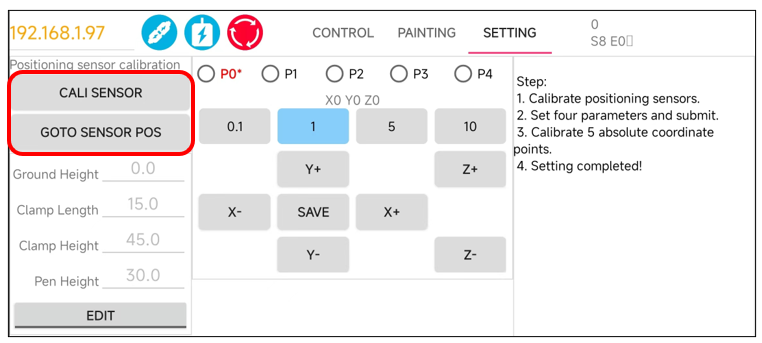 192.168.1.97
CONTROL
PAINTING
SETTING
0
S8 E0▯
Positioning sensor calibration
CALI SENSOR
GOTO SENSOR POS
Ground Height 0.0
Clamp Length 15.0
Clamp Height 45.0
Pen Height 30.0
EDIT
P0* P1 P2 P3 P4
X0 Y0 Z0
0.1 1 5 10
Y+ Z+
X- SAVE X+
Y- Z-
Step:
1. Calibrate positioning sensors.
2. Set four parameters and submit.
3. Calibrate 5 absolute coordinate
points.
4. Setting completed!